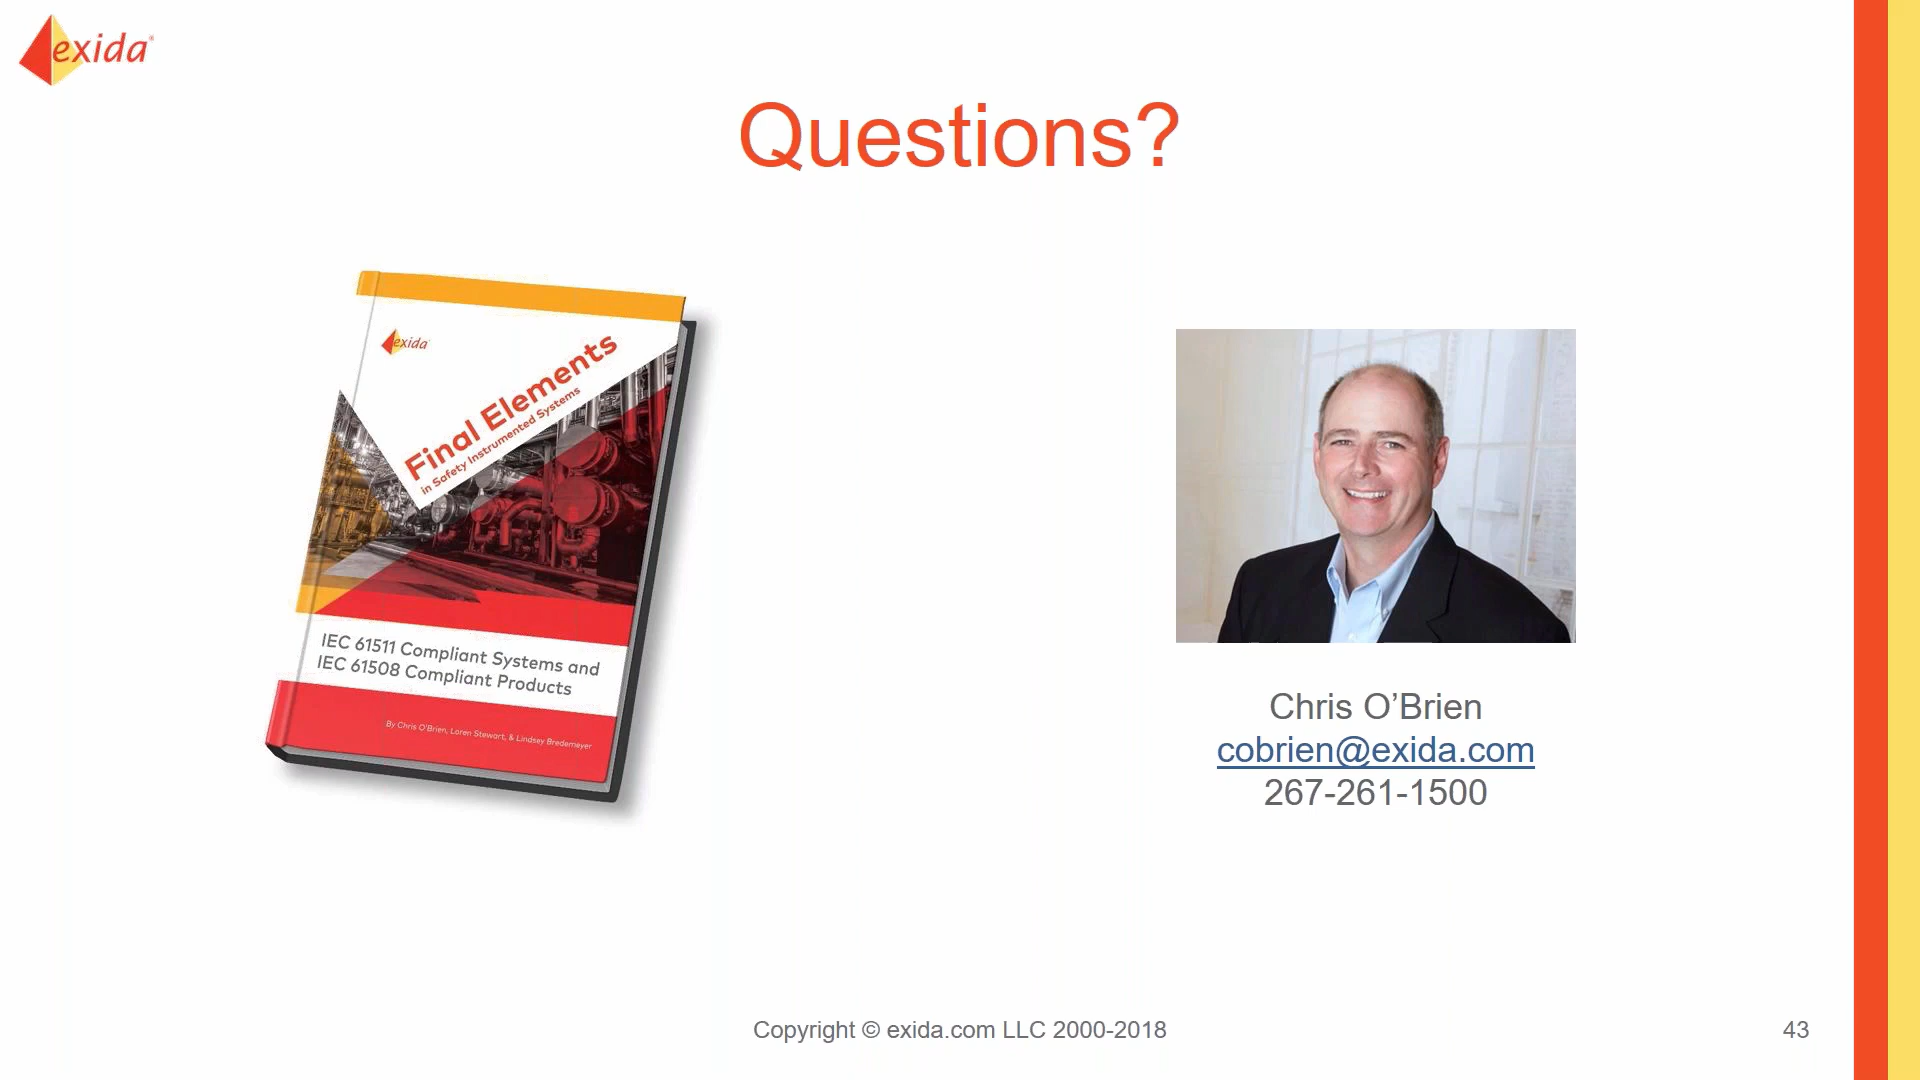 exida
Questions?
exida
Final Elements
in Safety Instrumented Systems
IEC 61511 Compliant Systems and
IEC 61508 Compliant Products
By Chris O'Brien, Loren Stewart, & Lindsey Bredemeyer
Chris O’Brien
cobrien@exida.com
267-261-1500
Copyright © exida.com LLC 2000-2018
43